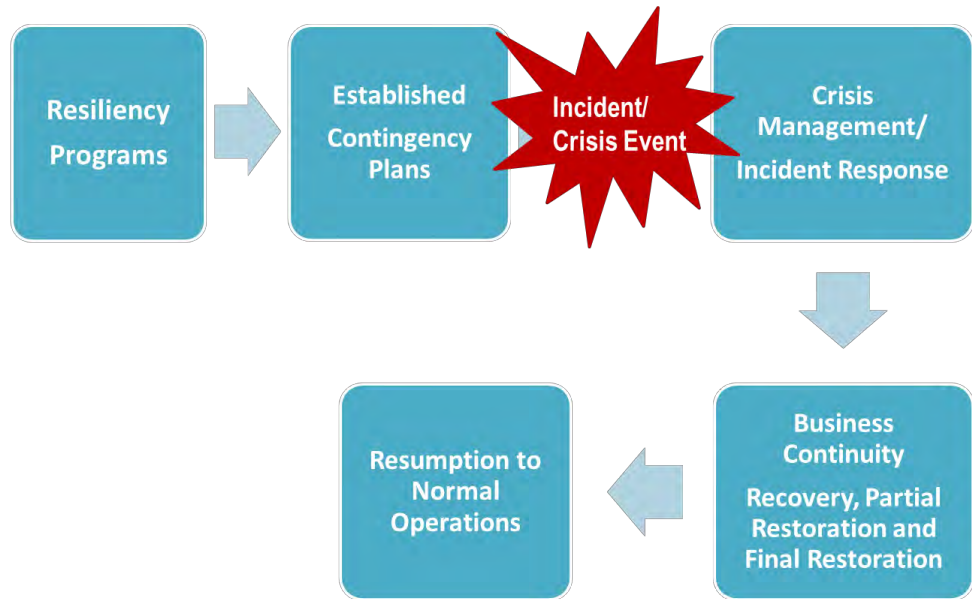 Resiliency
Programs
Established
Contingency
Plans
Incident/
Crisis Event
Crisis
Management/
Incident Response
Business
Continuity
Recovery, Partial
Restoration and
Final Restoration
Resumption to
Normal
Operations